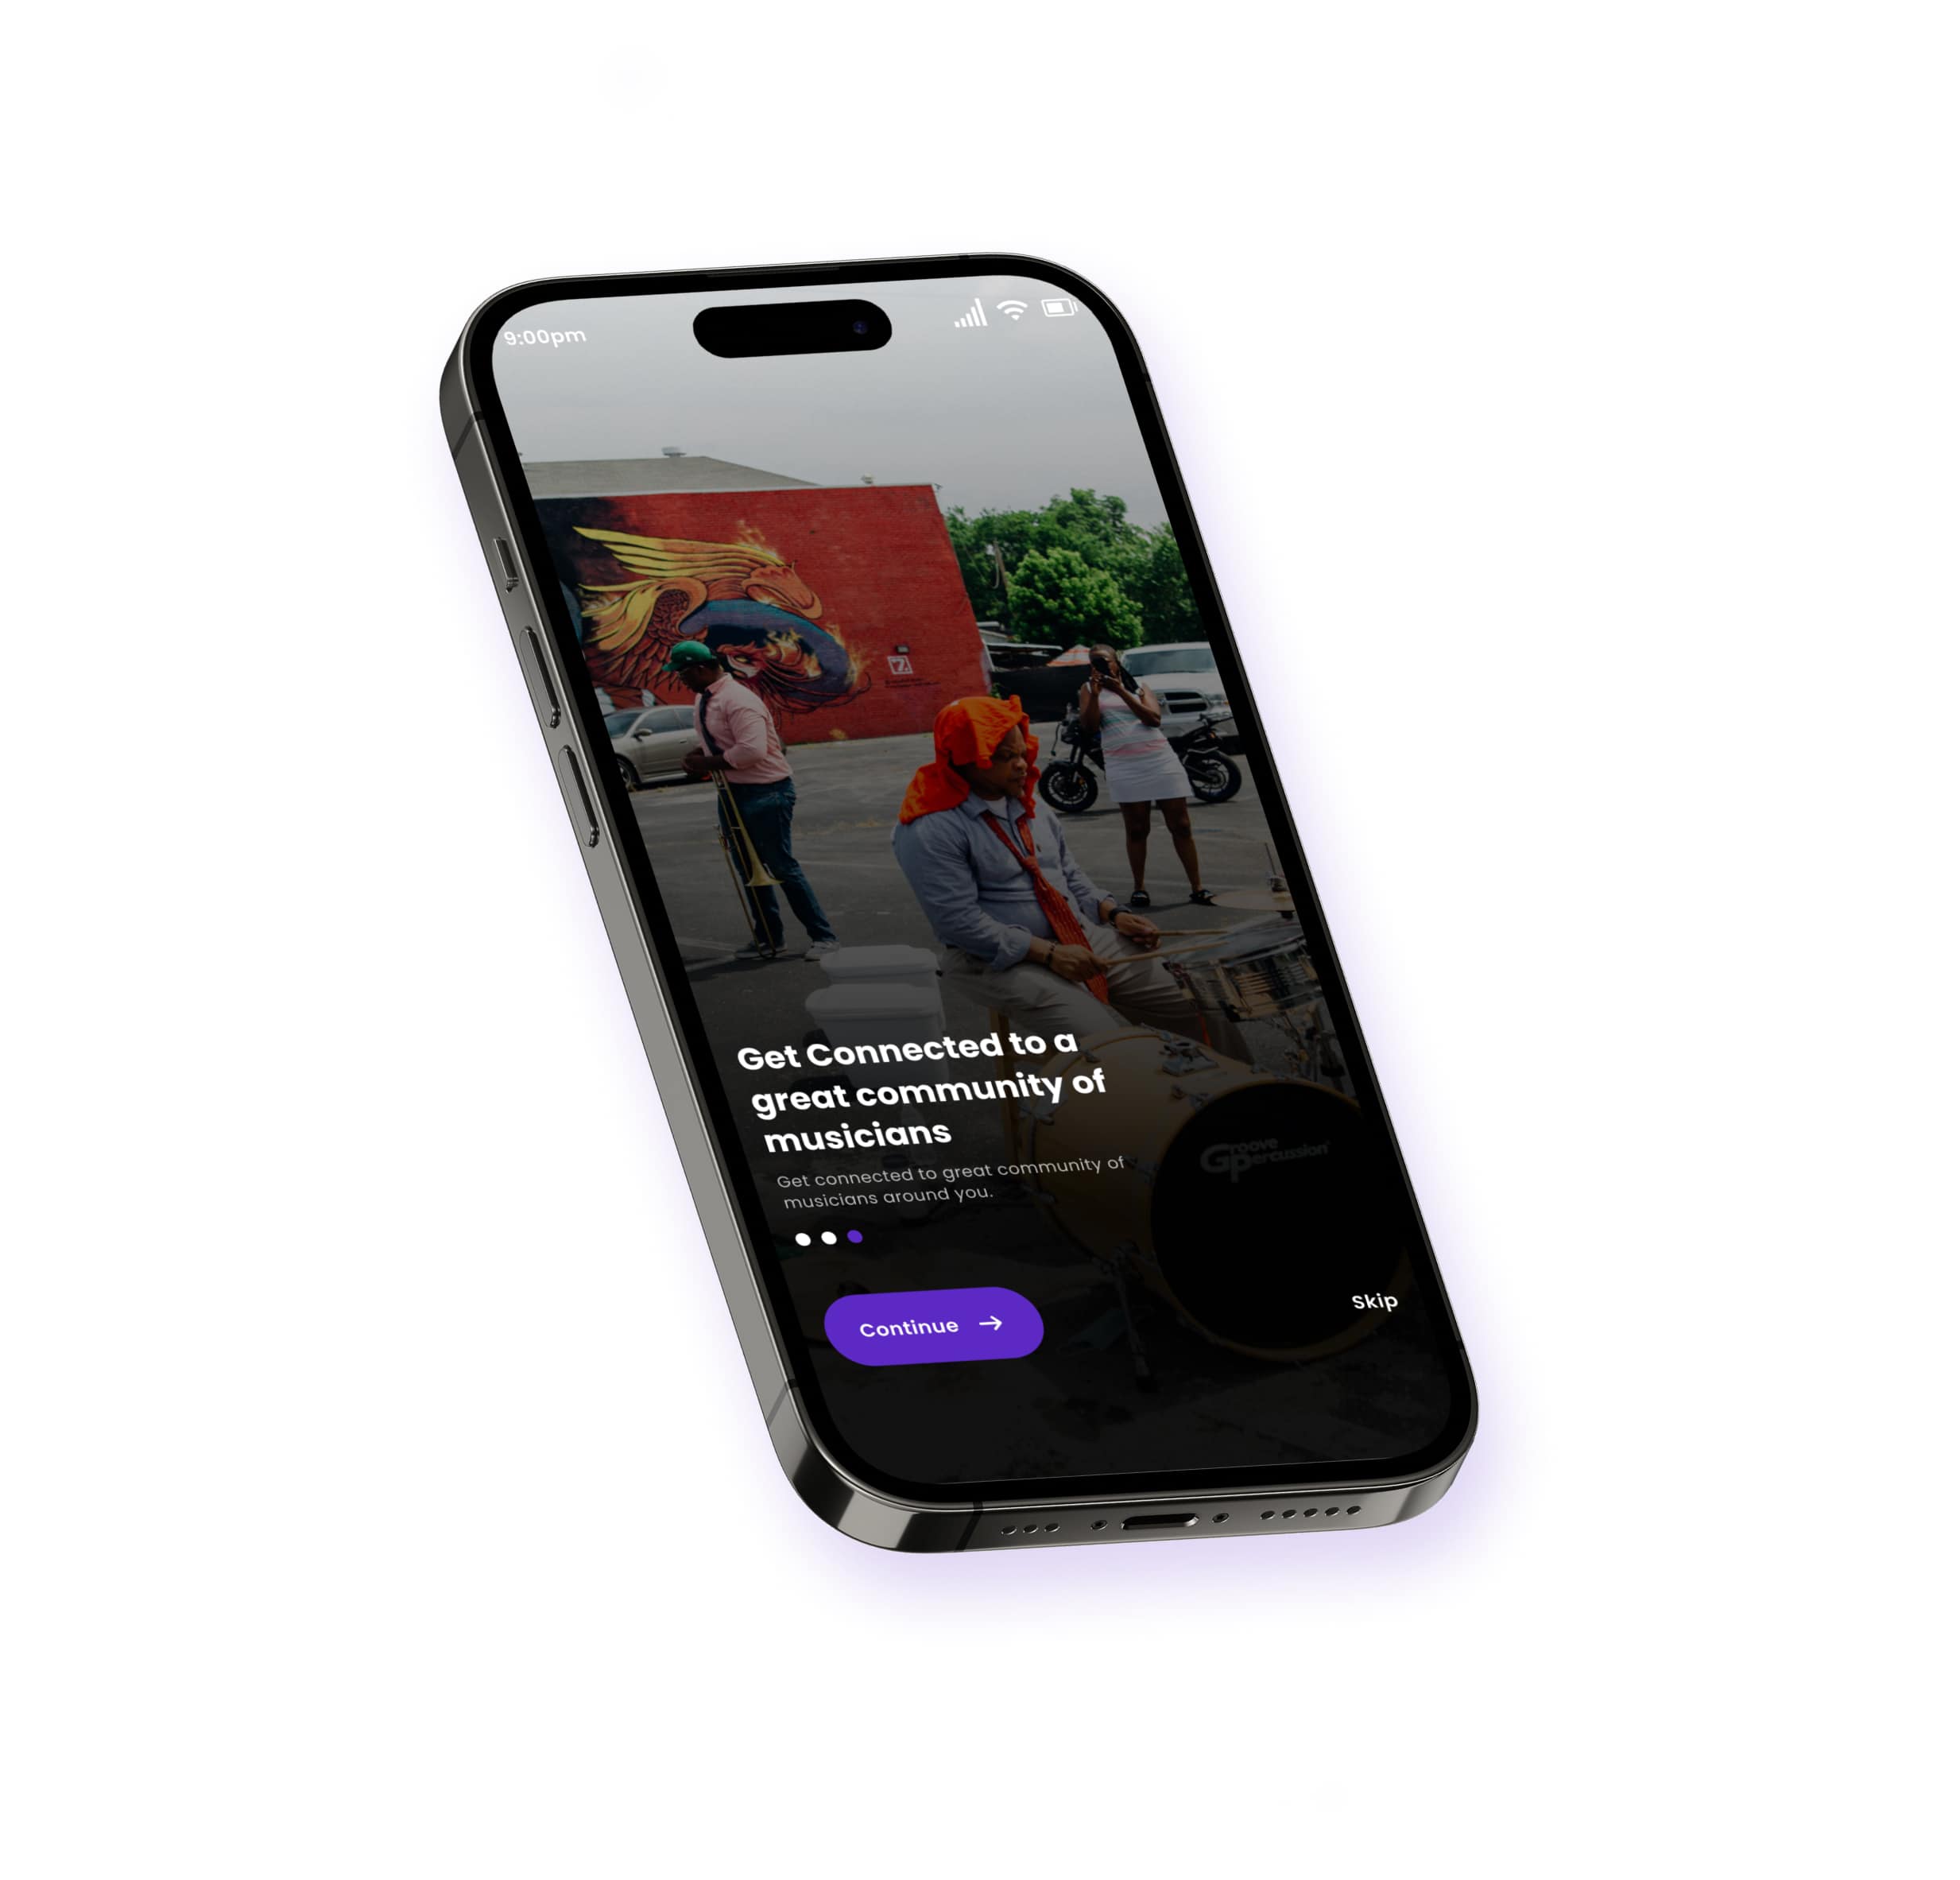 9:00pm
Get Connected to a
great community of
musicians
Get connected to great community of
musicians around you.
Continue
Skip
Groove
Percussion